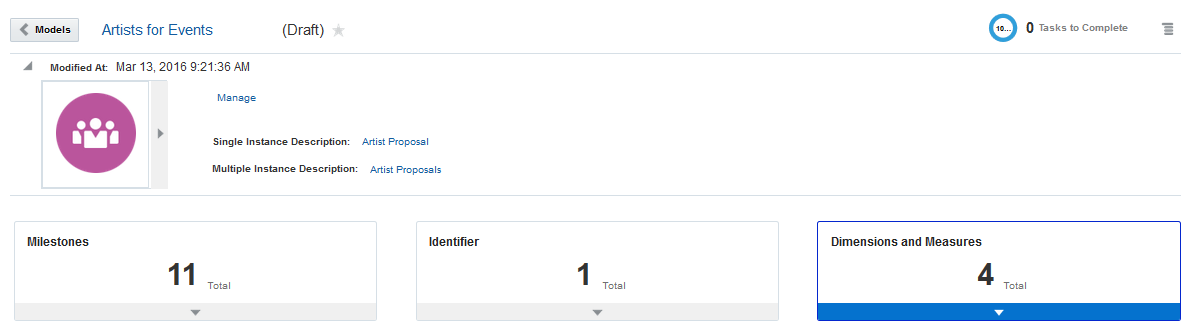 Models Artists for Events (Draft) 10... 0 Tasks to Complete
Modified At: Mar 13, 2016 9:21:36 AM
Manage
Single Instance Description: Artist Proposal
Multiple Instance Description: Artist Proposals
Milestones Identifier Dimensions and Measures
11 Total 1 Total 4 Total